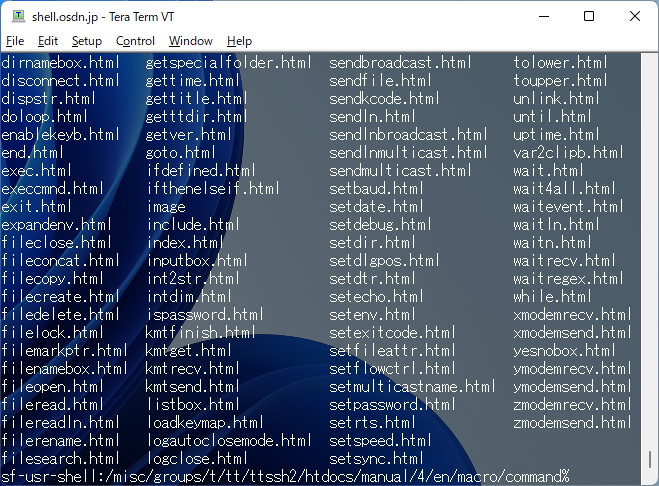 shell.osdn.jp - Tera Term VT
File Edit Setup Control Window Help
dirnamebox.html getspecialfolder.html sendbroadcast.html tolower.html
disconnect.html gettime.html sendfile.html toupper.html
dispstr.html gettitle.html sendkcode.html unlink.html
doloop.html getttdir.html sendln.html until.html
enablekeyb.html getver.html sendlnbroadcast.html uptime.html
end.html goto.html sendlnmulticast.html var2clipb.html
exec.html ifdefined.html sendmulticast.html wait.html
execcmnd.html ifthenelseif.html setbaud.html wait4all.html
exit.html image setdate.html waitevent.html
expandenv.html include.html setdebug.html waitln.html
fileclose.html index.html setdir.html waitn.html
fileconcat.html inputbox.html setdlgpos.html waitrecv.html
filecopy.html int2str.html setdtr.html waitregex.html
filecreate.html intdim.html setecho.html while.html
filedelete.html ispassword.html setenv.html xmodemrecv.html
filelock.html kmtfinish.html setexitcode.html xmodemsend.html
filemarkptr.html kmtget.html setfileattr.html yesnobox.html
filenamebox.html kmtrecv.html setflowctrl.html ymodemrecv.html
fileopen.html kmtsend.html setmulticastname.html ymodemsend.html
fileread.html listbox.html setpassword.html zmodemrecv.html
filereadln.html loadkeymap.html setrts.html zmodemsend.html
filerename.html logautoclosemode.html setspeed.html
filesearch.html logclose.html setsync.html
sf-usr-shell:/misc/groups/t/tt/ttssh2/htdocs/manual/4/en/macro/command%